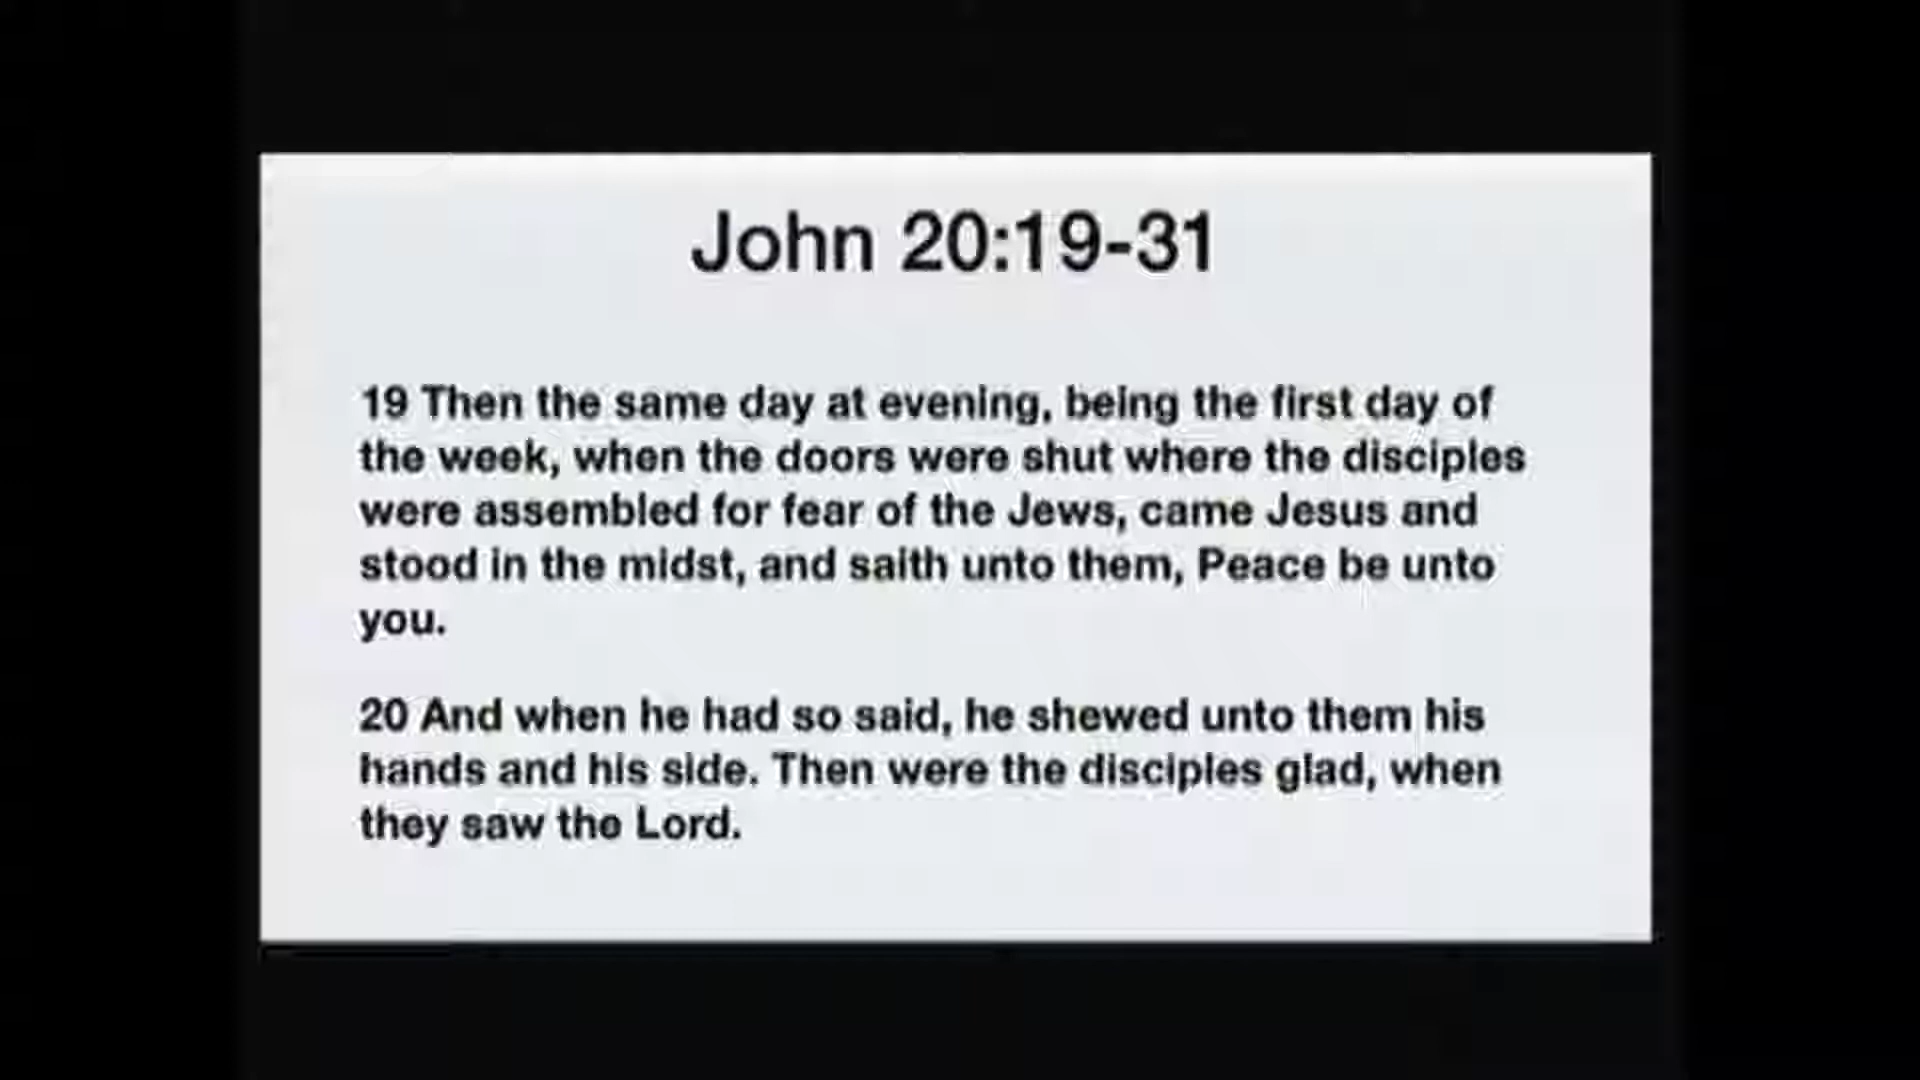 John 20:19-31
19 Then the same day at evening, being the first day of
the week, when the doors were shut where the disciples
were assembled for fear of the Jews, came Jesus and
stood in the midst, and saith unto them, Peace be unto
you.
20 And when he had so said, he shewed unto them his
hands and his side. Then were the disciples glad, when
they saw the Lord.